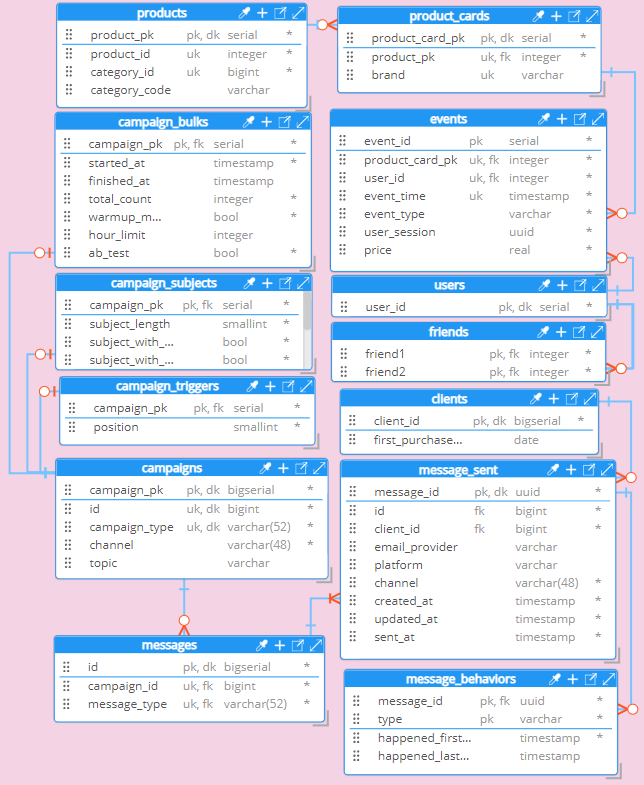 products
product_pk pk, dk serial *
product_id uk integer *
category_id uk bigint *
category_code varchar
product_cards
product_card_pk pk, dk serial *
product_pk uk, fk integer *
brand uk varchar
campaign_bulks
campaign_pk pk, fk serial *
started_at timestamp *
finished_at timestamp
total_count integer *
warmup_m... bool *
hour_limit integer
ab_test bool *
events
event_id pk serial *
product_card_pk uk, fk integer *
user_id uk, fk integer *
event_time uk timestamp *
event_type varchar *
user_session uuid *
price real *
campaign_subjects
campaign_pk pk, fk serial *
subject_length smallint *
subject_with_... bool *
subject_with_... bool *
users
user_id pk, dk serial *
friends
friend1 pk, fk integer *
friend2 pk, fk integer *
campaign_triggers
campaign_pk pk, fk serial *
position smallint *
clients
client_id pk, dk bigserial *
first_purchase... date
campaigns
campaign_pk pk, dk bigserial *
id uk, dk bigint *
campaign_type uk, dk varchar(52) *
channel varchar(48) *
topic varchar
message_sent
message_id pk, dk uuid *
id fk bigint *
client_id fk bigint *
email_provider varchar
platform varchar
channel varchar(48) *
created_at timestamp *
updated_at timestamp *
sent_at timestamp *
messages
id pk, dk bigserial *
campaign_id uk, fk bigint *
message_type uk, fk varchar(52) *
message_behaviors
message_id pk, fk uuid *
type pk varchar *
happened_first... timestamp *
happened_last... timestamp